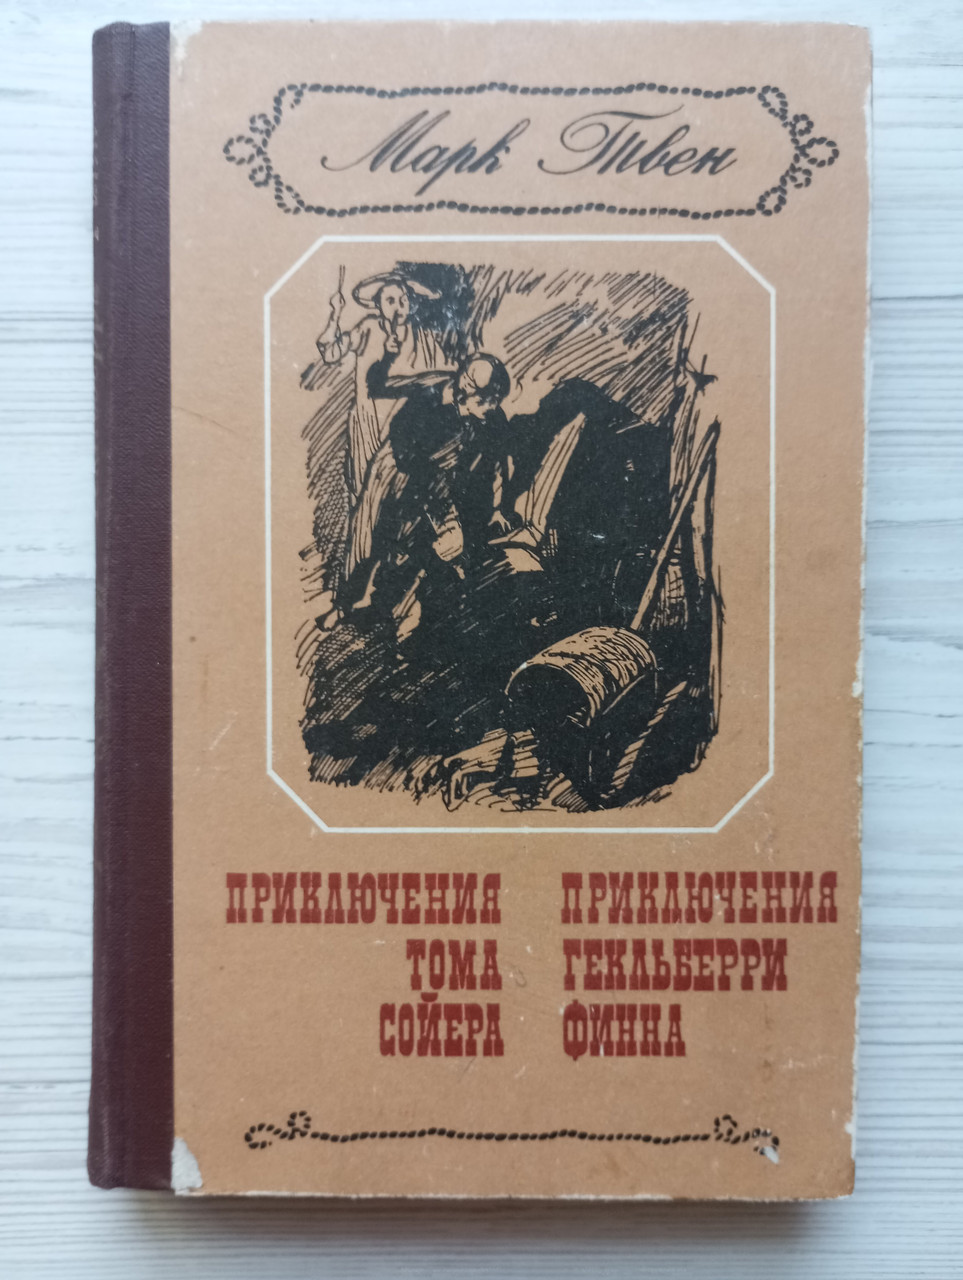 Марк Твен
ПРИКЛЮЧЕНИЯ
ТОМА
СОЙЕРА
ПРИКЛЮЧЕНИЯ
ГЕКЛЬБЕРРИ
ФИННА